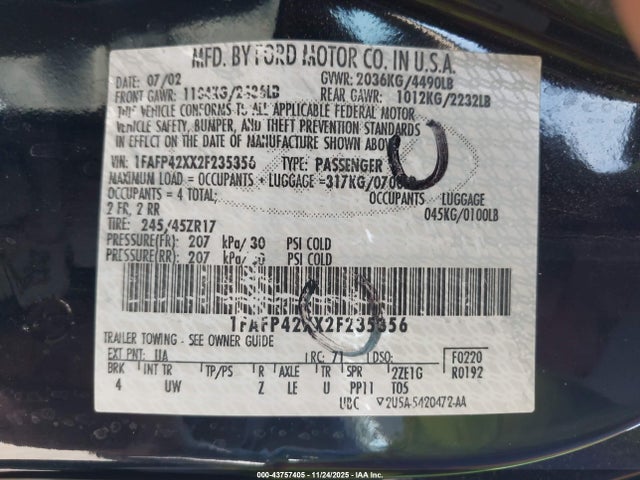 MFD. BY FORD MOTOR CO. IN U.S.A.
DATE: 07/02 GVWR: 2036KG/4490LB
FRONT GAWR: REAR GAWR: 1012KG/2232LB
THIS VEHICLE CONFORMS TO ALL APPLICABLE FEDERAL MOTOR
VEHICLE SAFETY, BUMPER, AND THEFT PREVENTION STANDARDS
IN EFFECT ON THE DATE OF MANUFACTURE SHOWN ABOVE
VIN: 1FAFP42XX2F235356 TYPE: PASSENGER
MAXIMUM LOAD = OCCUPANTS + LUGGAGE =317KG/0700LB
OCCUPANTS = 4 TOTAL; OCCUPANTS LUGGAGE
2 FR, 2 RR 045KG/0100LB
TIRE: 245/45ZR17
PRESSURE(FR): 207 kPa/ 30 PSI COLD
PRESSURE(RR): 207 kPa/ 30 PSI COLD
1FAFP42XX2F235356
TRAILER TOWING - SEE OWNER GUIDE
EXT PNT: UA RC: 71 DSO: F0220
BRK INT TR TP/PS R AXLE TR SPR 2ZE1G R0192
4 UW Z LE U PP11 T05
UBC ▽2U5A-5420472-AA
000-43757405 - 11/24/2025 - IAA Corp.